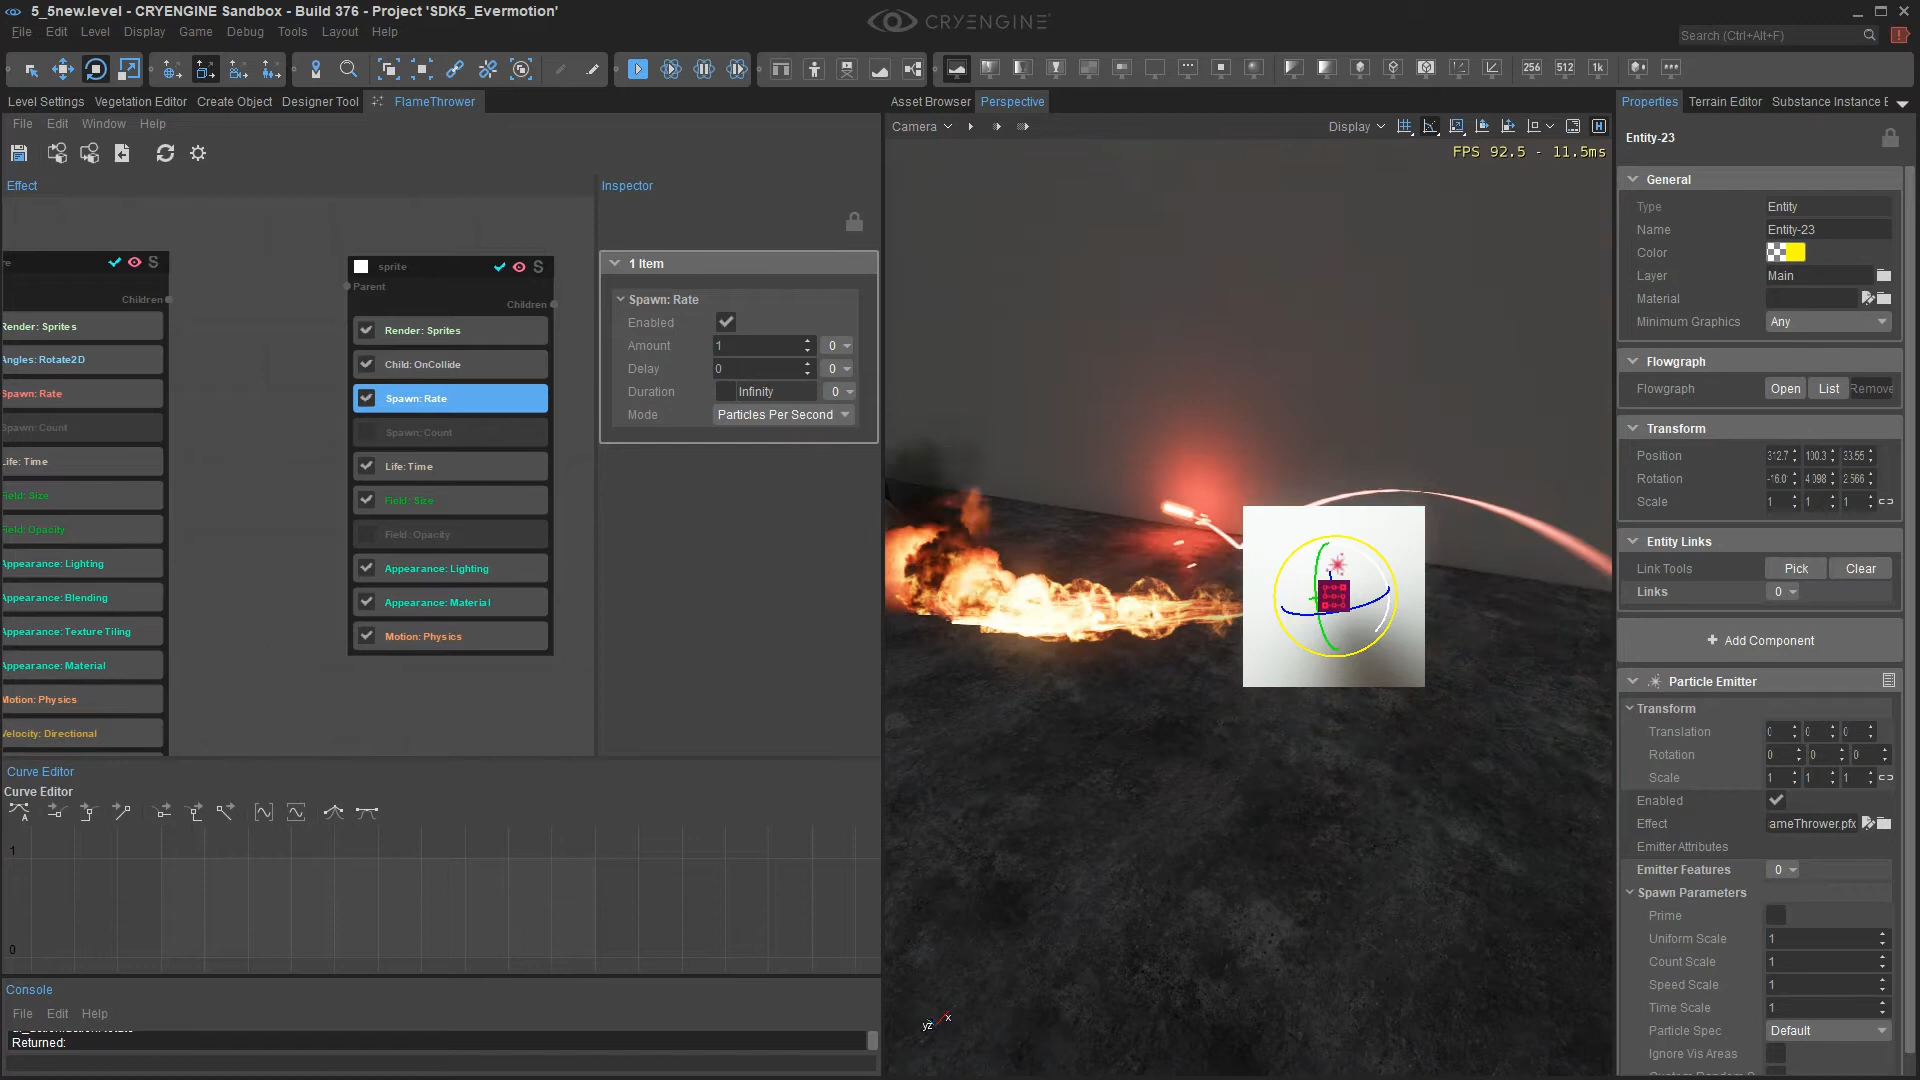 5_5new.level - CRYENGINE Sandbox - Build 376 - Project 'SDK5_Evermotion'
CRYENGINE
File Edit Level Display Game Debug Tools Layout Help
Search (Ctrl+Alt+F)
256 512 1k
Level Settings Vegetation Editor Create Object Designer Tool FlameThrower
Asset Browser Perspective
Properties Terrain Editor Substance Instance E
File Edit Window Help
Camera
Display
FPS 92.5 - 11.5ms
Effect
Inspector
S
Children
Render: Sprites
Angles: Rotate2D
Spawn: Rate
Spawn: Count
Life: Time
Field: Size
Field: Opacity
Appearance: Lighting
Appearance: Blending
Appearance: Texture Tiling
Appearance: Material
Motion: Physics
Velocity: Directional
sprite S
Parent
Children
Render: Sprites
Child: OnCollide
Spawn: Rate
Spawn: Count
Life: Time
Field: Size
Field: Opacity
Appearance: Lighting
Appearance: Material
Motion: Physics
1 Item
Spawn: Rate
Enabled
Amount 1 0
Delay 0 0
Duration Infinity 0
Mode Particles Per Second
Curve Editor
Curve Editor
1
0
Console
File Edit Help
Returned:
x
yz
Entity-23
General
Type Entity
Name Entity-23
Color
Layer Main
Material
Minimum Graphics Any
Flowgraph
Flowgraph Open List Remove
Transform
Position 312.7 100.3 33.55
Rotation -16.0 4.098 2.566
Scale 1 1 1
Entity Links
Link Tools Pick Clear
Links 0
+ Add Component
Particle Emitter
Transform
Translation 0 0 0
Rotation 0 0 0
Scale 1 1 1
Enabled
Effect ameThrower.pfx
Emitter Attributes
Emitter Features 0
Spawn Parameters
Prime
Uniform Scale 1
Count Scale 1
Speed Scale 1
Time Scale 1
Particle Spec Default
Ignore Vis Areas